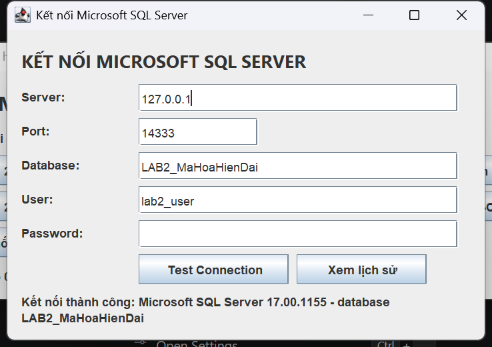 Kết nối Microsoft SQL Server
KẾT NỐI MICROSOFT SQL SERVER
Server: 127.0.0.1
Port: 14333
Database: LAB2_MaHoaHienDai
User: lab2_user
Password:
Test Connection Xem lịch sử
Kết nối thành công: Microsoft SQL Server 17.00.1155 - database
LAB2_MaHoaHienDai
Open Settings Ctrl +